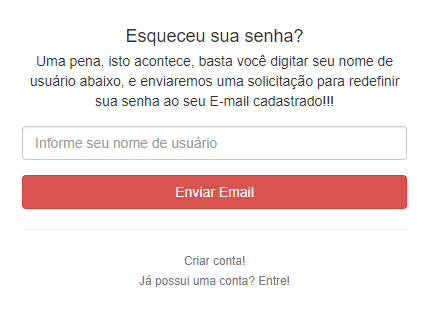 Esqueceu sua senha?
Uma pena, isto acontece, basta você digitar seu nome de
usuário abaixo, e enviaremos uma solicitação para redefinir
sua senha ao seu E-mail cadastrado!!!
Informe seu nome de usuário
Enviar Email
Criar conta!
Já possui uma conta? Entre!